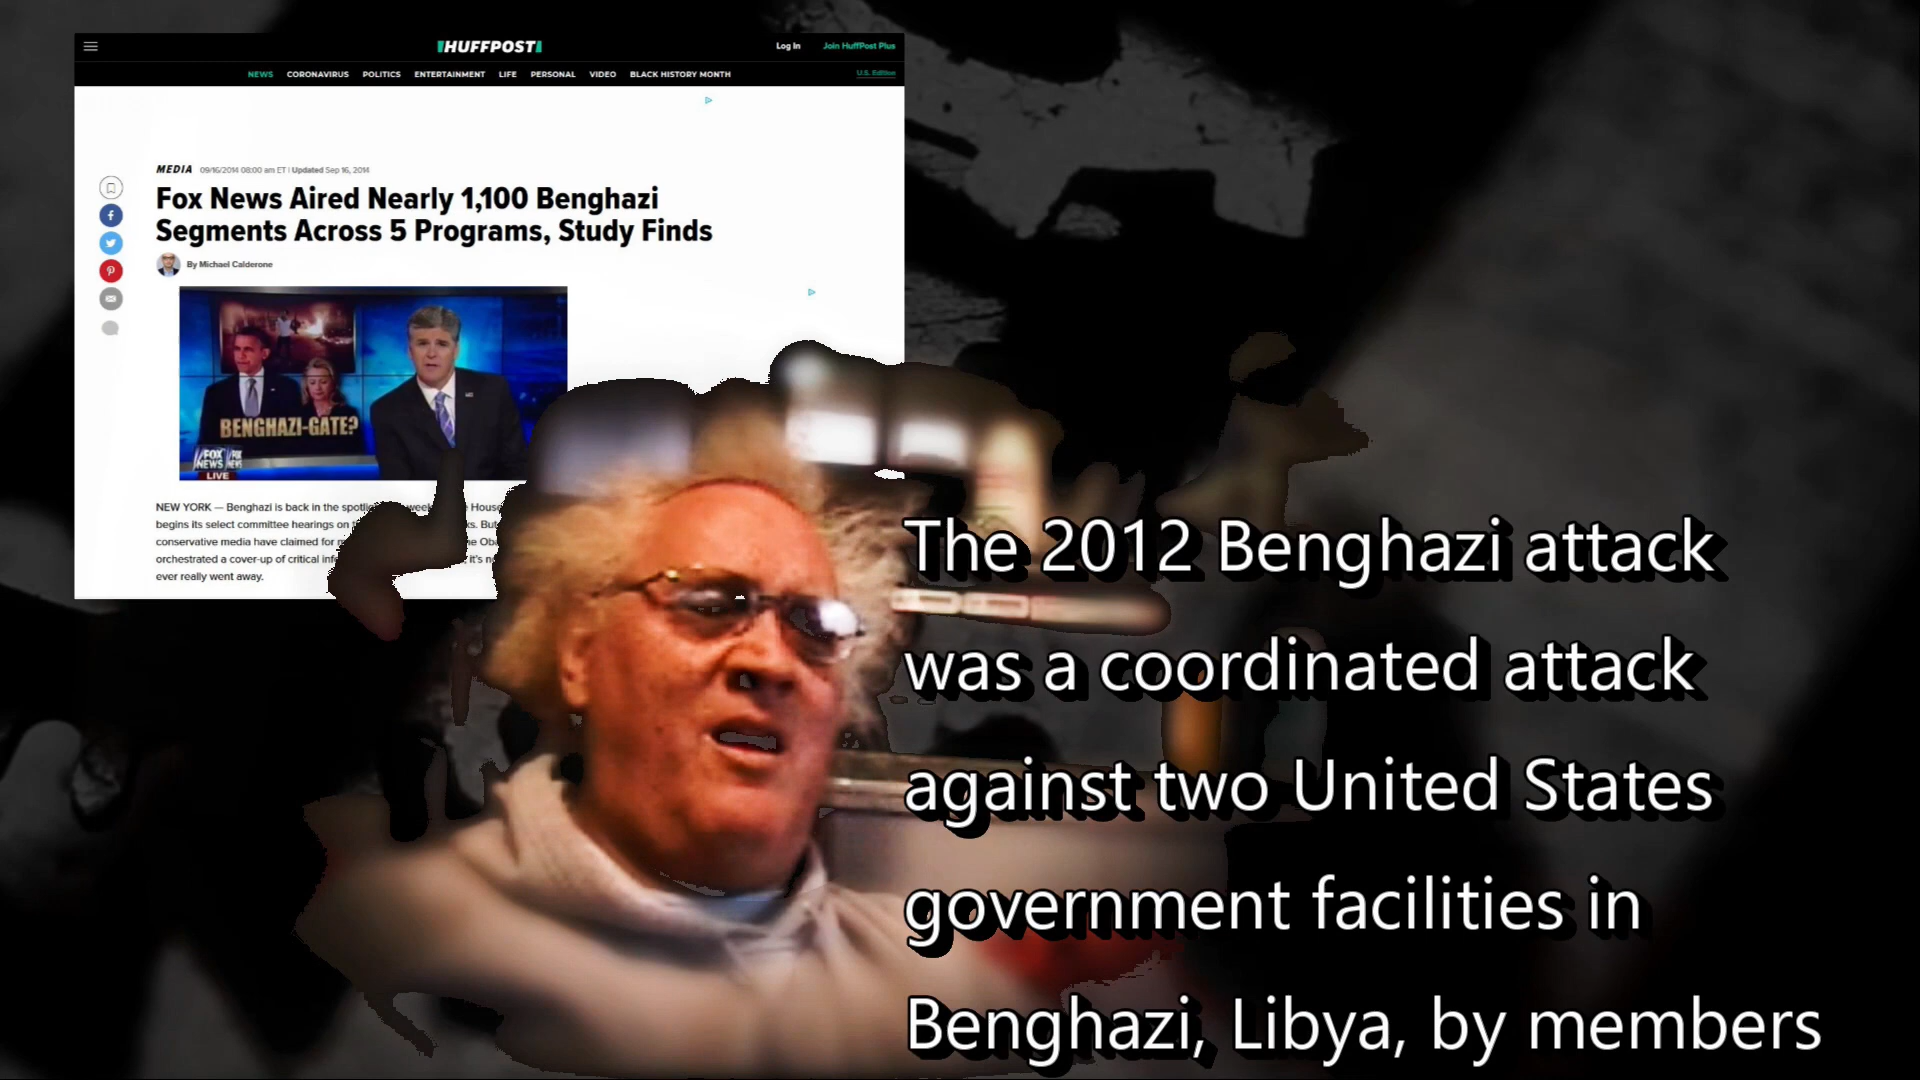 HUFFPOST
Log In
Join HuffPost Plus
NEWS CORONAVIRUS POLITICS ENTERTAINMENT LIFE PERSONAL VIDEO BLACK HISTORY MONTH
U.S. Edition
MEDIA 09/16/2014 08:00 am ET | Updated Sep 16, 2014
Fox News Aired Nearly 1,100 Benghazi
Segments Across 5 Programs, Study Finds
By Michael Calderone
BENGHAZI-GATE?
FOX
NEWS
LIVE
NEW YORK — Benghazi is back in the
begins its select committee hearings on
conservative media have claimed for
orchestrated a cover-up of critical
ever really went away.
The 2012 Benghazi attack
was a coordinated attack
against two United States
government facilities in
Benghazi, Libya, by members